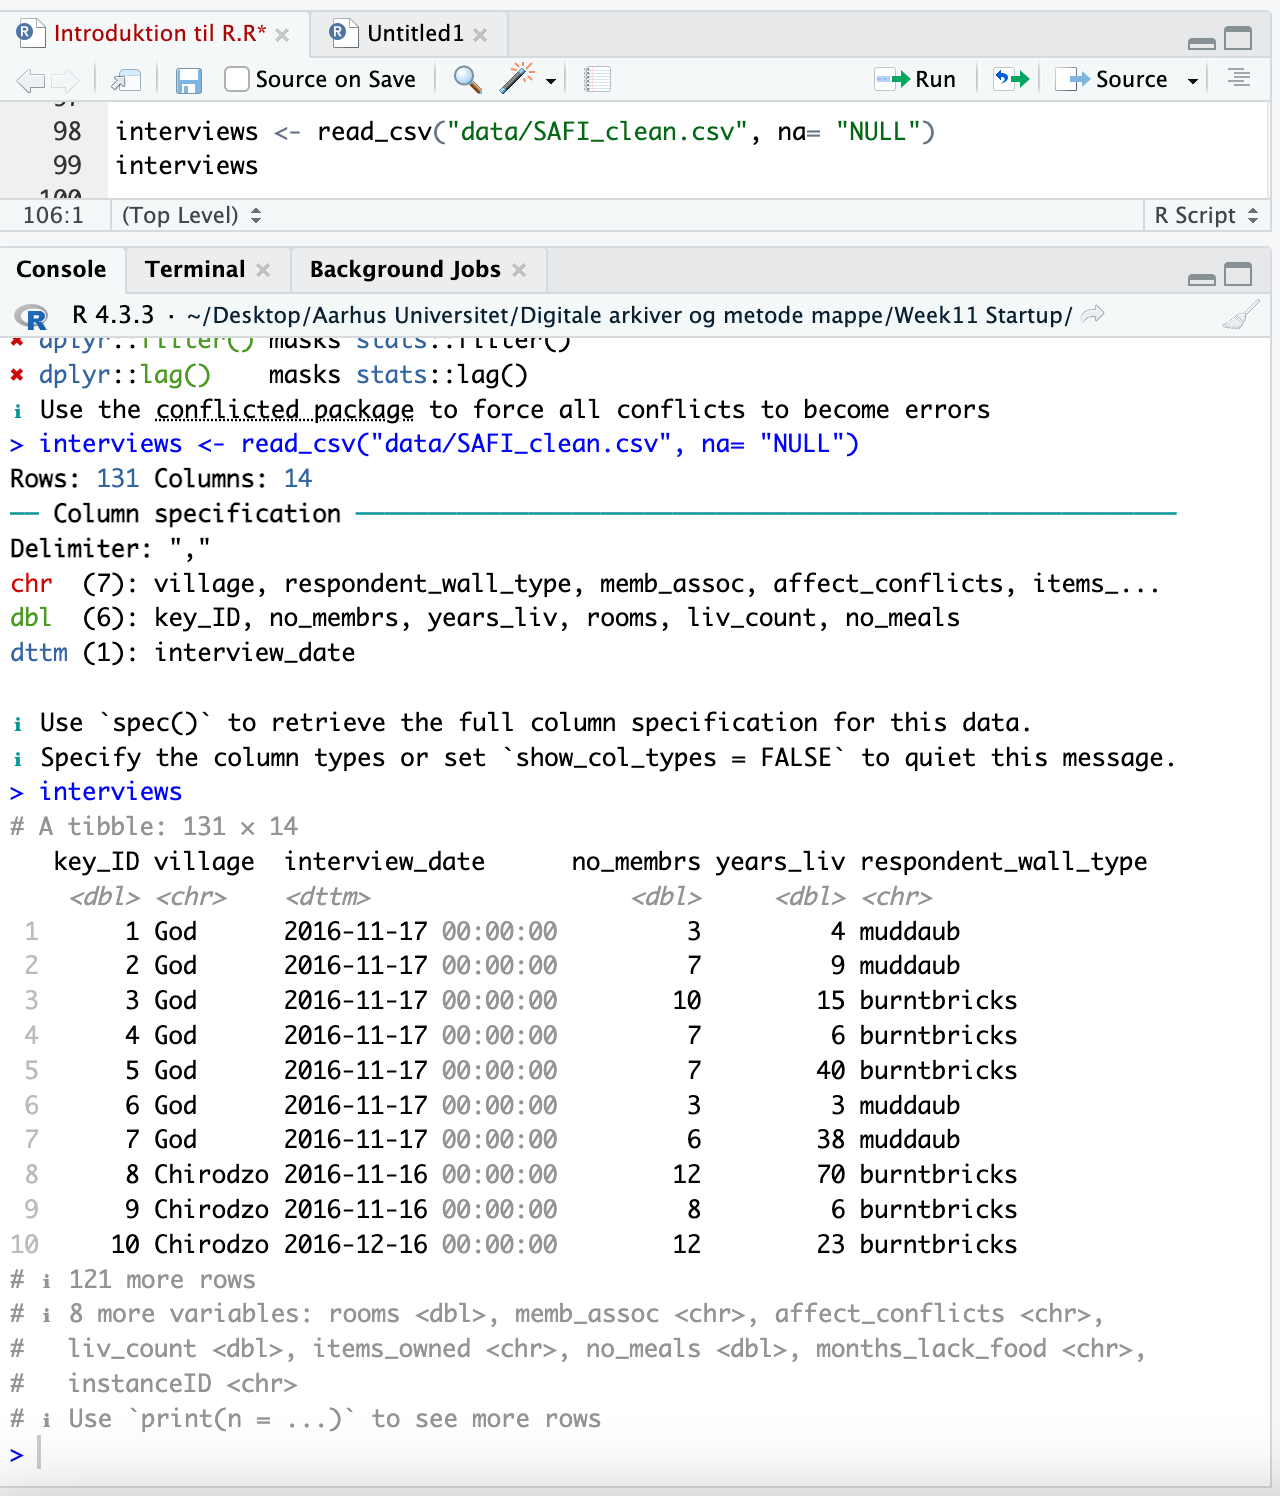 Introduktion til R.R*
Untitled1
Source on Save
Run
Source
98 interviews <- read_csv("data/SAFI_clean.csv", na= "NULL")
99 interviews
106:1 (Top Level) R Script
Console Terminal Background Jobs
R 4.3.3 · ~/Desktop/Aarhus Universitet/Digitale arkiver og metode mappe/Week11 Startup/
✖ dplyr::filter() masks stats::filter()
✖ dplyr::lag()    masks stats::lag()
ℹ Use the conflicted package to force all conflicts to become errors
> interviews <- read_csv("data/SAFI_clean.csv", na= "NULL")
Rows: 131 Columns: 14
── Column specification ─────────────────────────────────────────────────────────
Delimiter: ","
chr  (7): village, respondent_wall_type, memb_assoc, affect_conflicts, items_...
dbl  (6): key_ID, no_membrs, years_liv, rooms, liv_count, no_meals
dttm (1): interview_date
ℹ Use `spec()` to retrieve the full column specification for this data.
ℹ Specify the column types or set `show_col_types = FALSE` to quiet this message.
> interviews
# A tibble: 131 × 14
   key_ID village  interview_date      no_membrs years_liv respondent_wall_type
    <dbl> <chr>    <dttm>                  <dbl>     <dbl> <chr>
 1      1 God      2016-11-17 00:00:00         3         4 muddaub
 2      2 God      2016-11-17 00:00:00         7         9 muddaub
 3      3 God      2016-11-17 00:00:00        10        15 burntbricks
 4      4 God      2016-11-17 00:00:00         7         6 burntbricks
 5      5 God      2016-11-17 00:00:00         7        40 burntbricks
 6      6 God      2016-11-17 00:00:00         3         3 muddaub
 7      7 God      2016-11-17 00:00:00         6        38 muddaub
 8      8 Chirodzo 2016-11-16 00:00:00        12        70 burntbricks
 9      9 Chirodzo 2016-11-16 00:00:00         8         6 burntbricks
10     10 Chirodzo 2016-12-16 00:00:00        12        23 burntbricks
# ℹ 121 more rows
# ℹ 8 more variables: rooms <dbl>, memb_assoc <chr>, affect_conflicts <chr>,
#   liv_count <dbl>, items_owned <chr>, no_meals <dbl>, months_lack_food <chr>,
#   instanceID <chr>
# ℹ Use `print(n = ...)` to see more rows
>